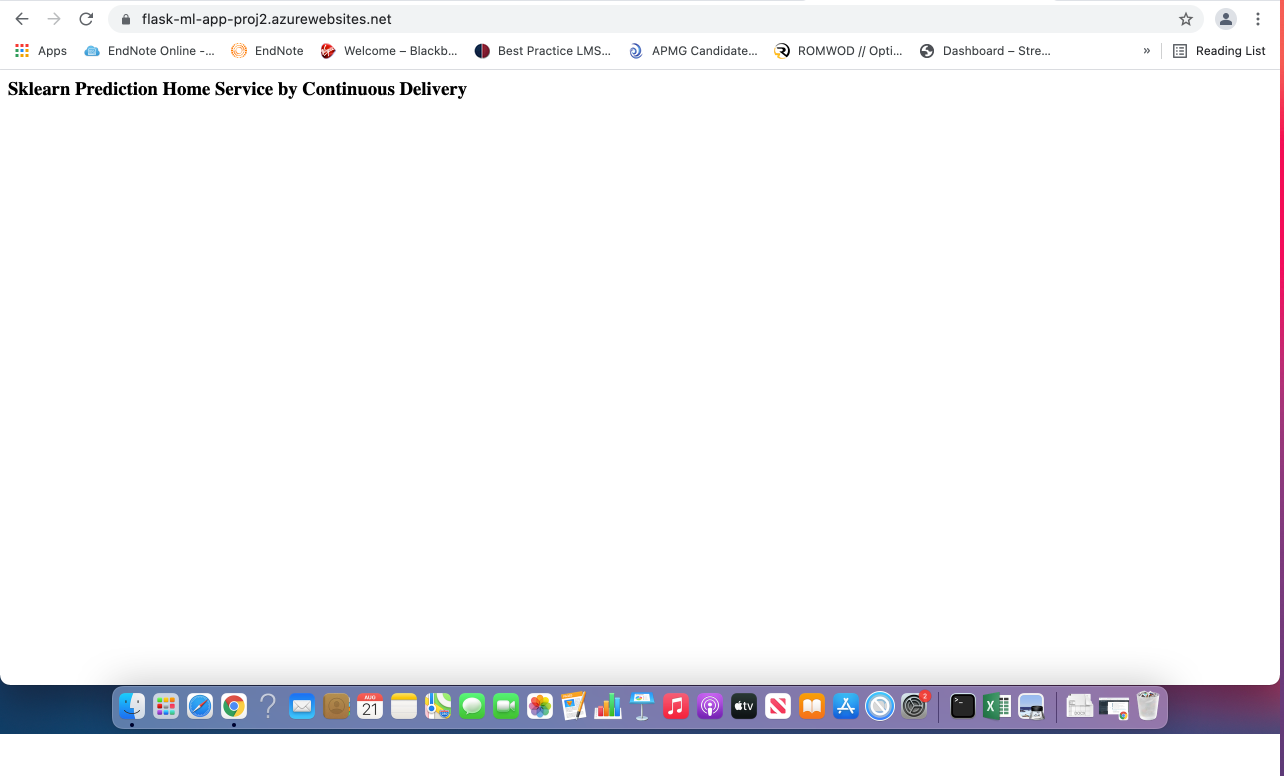 flask-ml-app-proj2.azurewebsites.net
Apps EndNote Online -... EndNote Welcome – Blackb... Best Practice LMS... APMG Candidate... ROMWOD // Opti... Dashboard – Stre... » Reading List
Sklearn Prediction Home Service by Continuous Delivery
AUG 2
21 tv